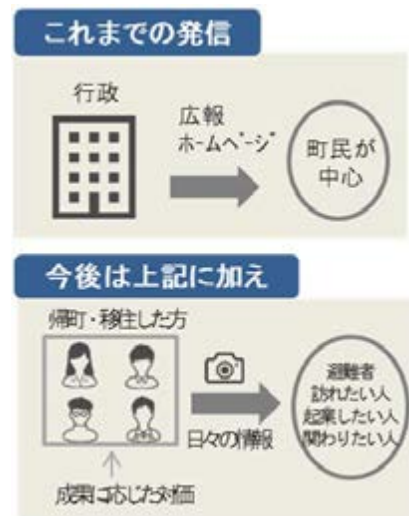 これまでの発信
行政
広報
ホームページ
町民が
中心
今後は上記に加え
帰町・移住した方
日々の情報
避難者
訪れたい人
起業したい人
関わりたい人
成果に応じた対価